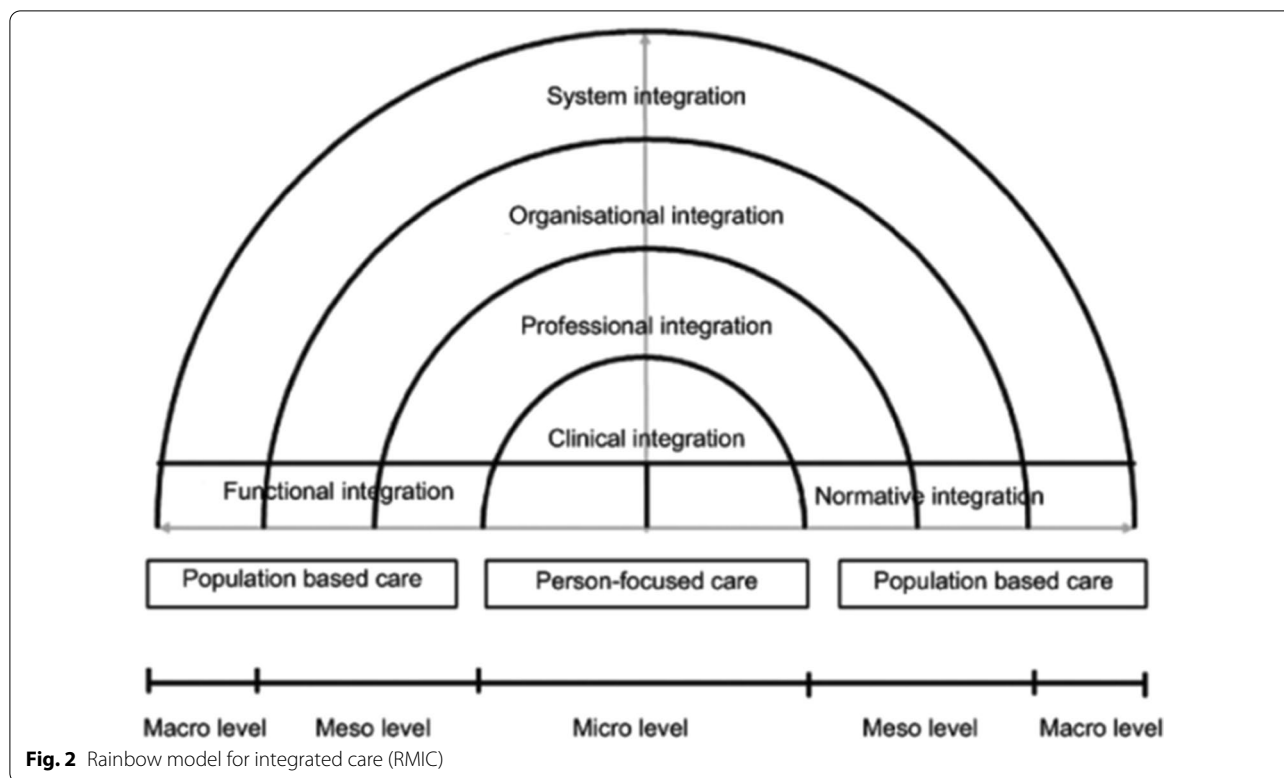 System integration
Organisational integration
Professional integration
Clinical integration
Functional integration
Normative integration
Population based care
Person-focused care
Population based care
Macro level
Meso level
Micro level
Meso level
Macro level
Fig. 2 Rainbow model for integrated care (RMIC)